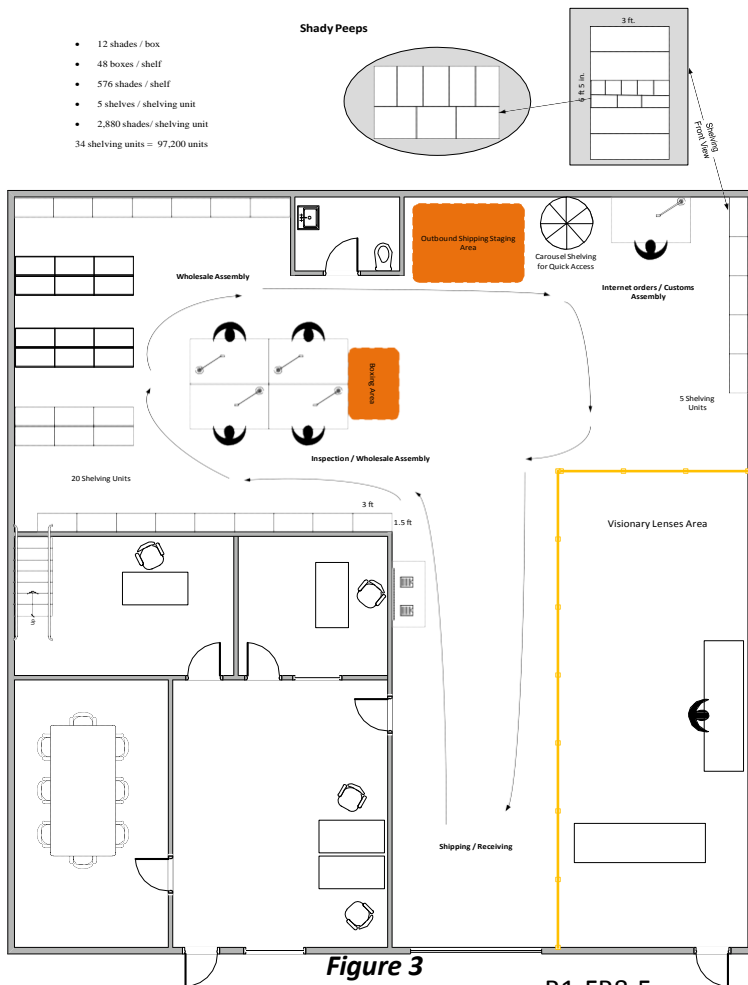 Shady Peeps
• 12 shades / box
• 48 boxes / shelf
• 576 shades / shelf
• 5 shelves / shelving unit
• 2,880 shades/ shelving unit
34 shelving units = 97,200 units
3 ft.
6 ft 5 in.
Shelving
Front View
Outbound Shipping Staging
Area
Carousel Shelving
for Quick Access
Wholesale Assembly
Internet orders / Customs
Assembly
Boxing Area
5 Shelving
Units
Inspection / Wholesale Assembly
20 Shelving Units
3 ft
1.5 ft
Visionary Lenses Area
Up
Shipping / Receiving
Figure 3